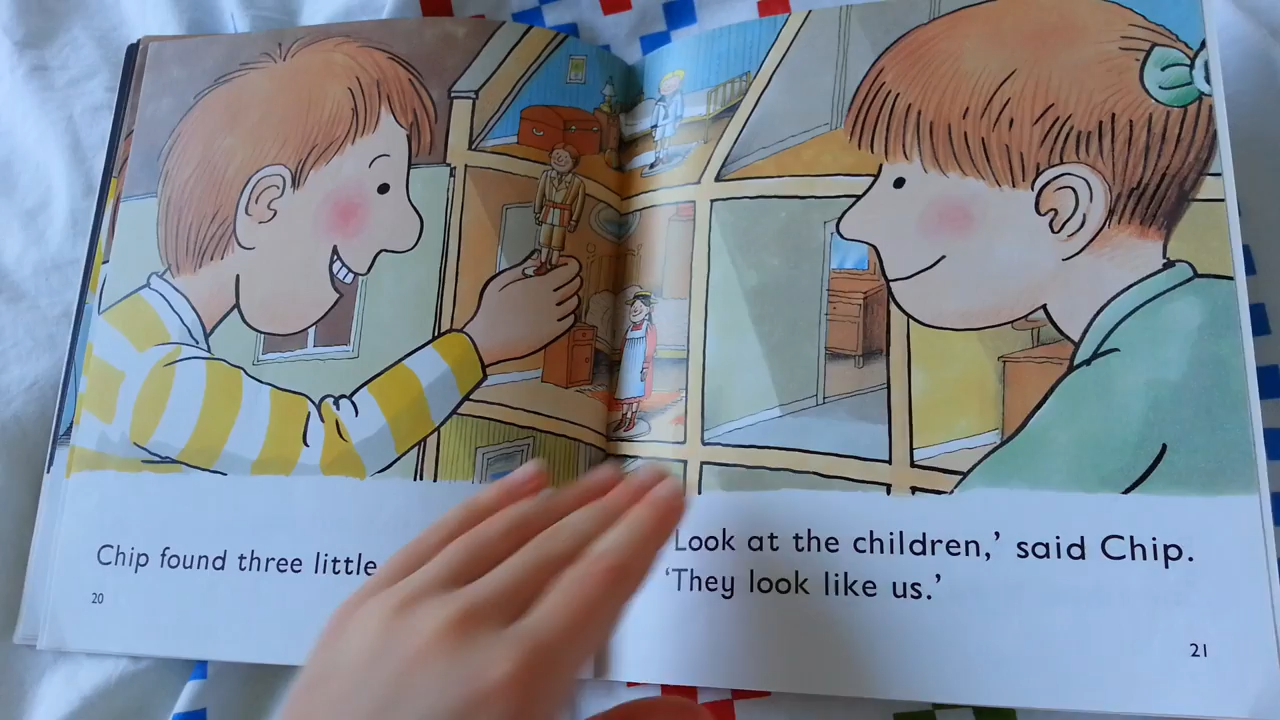 Chip found three little
20
Look at the children,’ said Chip.
‘They look like us.’
21